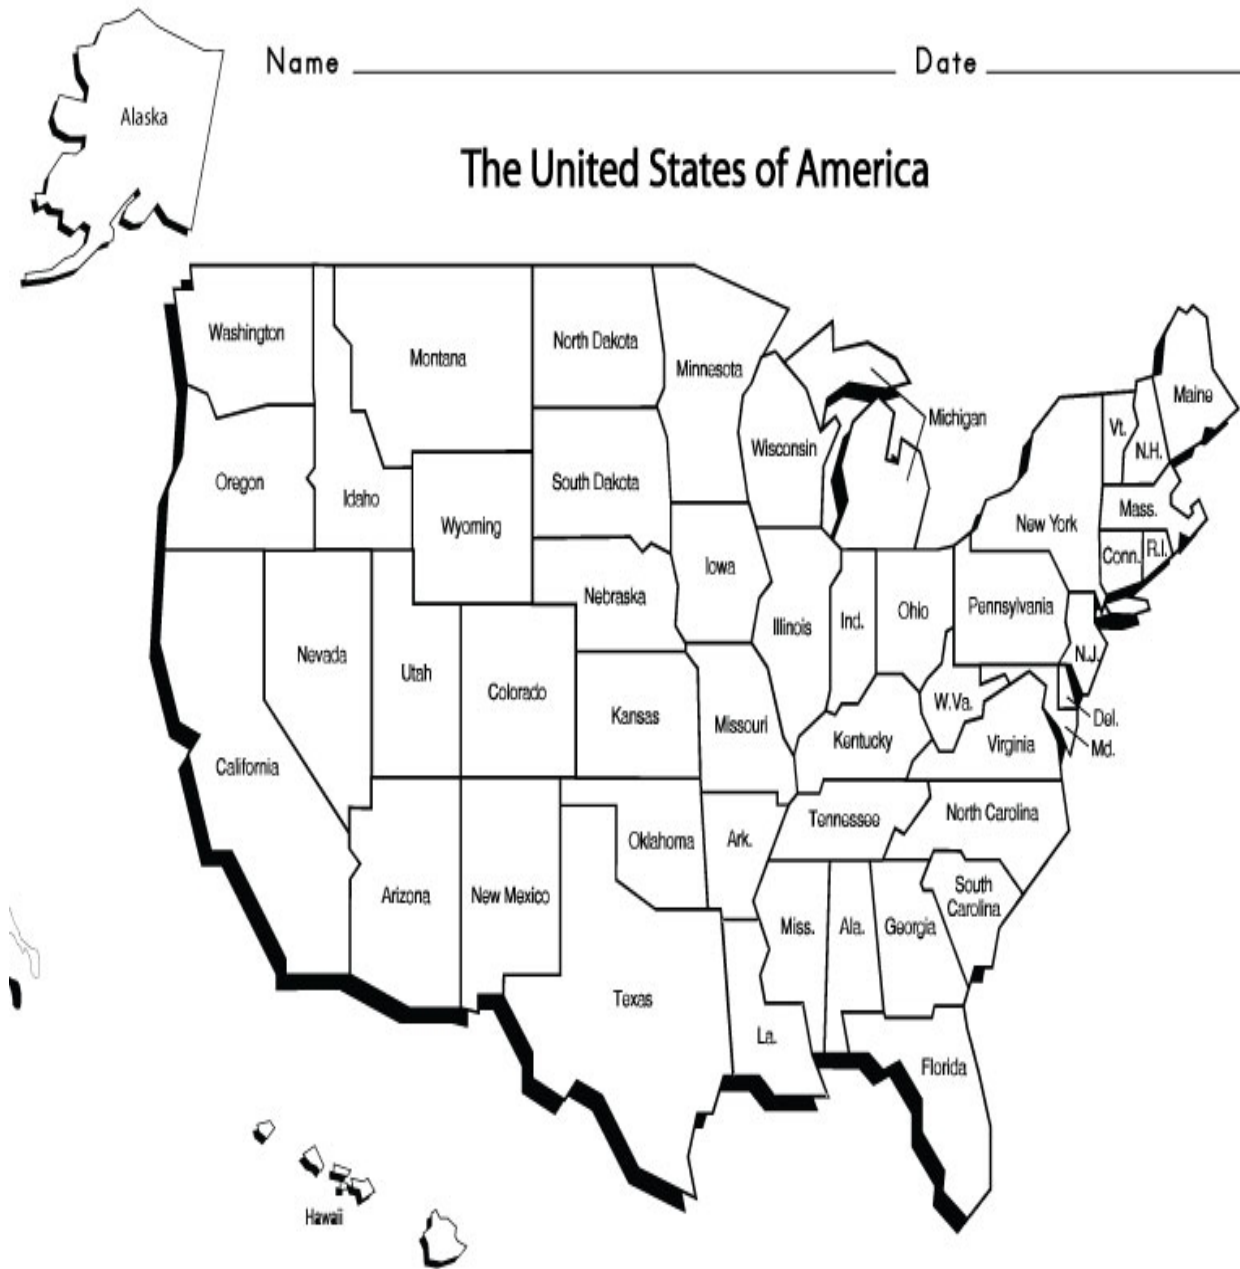 Name Date
Alaska
The United States of America
Washington
Montana
North Dakota
Minnesota
Maine
Michigan
Vt.
N.H.
Wisconsin
Oregon
Idaho
South Dakota
Wyoming
New York
Mass.
Conn.
R.I.
Iowa
Nebraska
Illinois
Ind.
Ohio
Pennsylvania
Nevada
Utah
Colorado
N.J.
Kansas
Missouri
W.Va.
Del.
Kentucky
Virginia
Md.
California
Tennessee
North Carolina
Oklahoma
Ark.
Arizona
New Mexico
South
Carolina
Miss.
Ala.
Georgia
Texas
La.
Florida
Hawaii